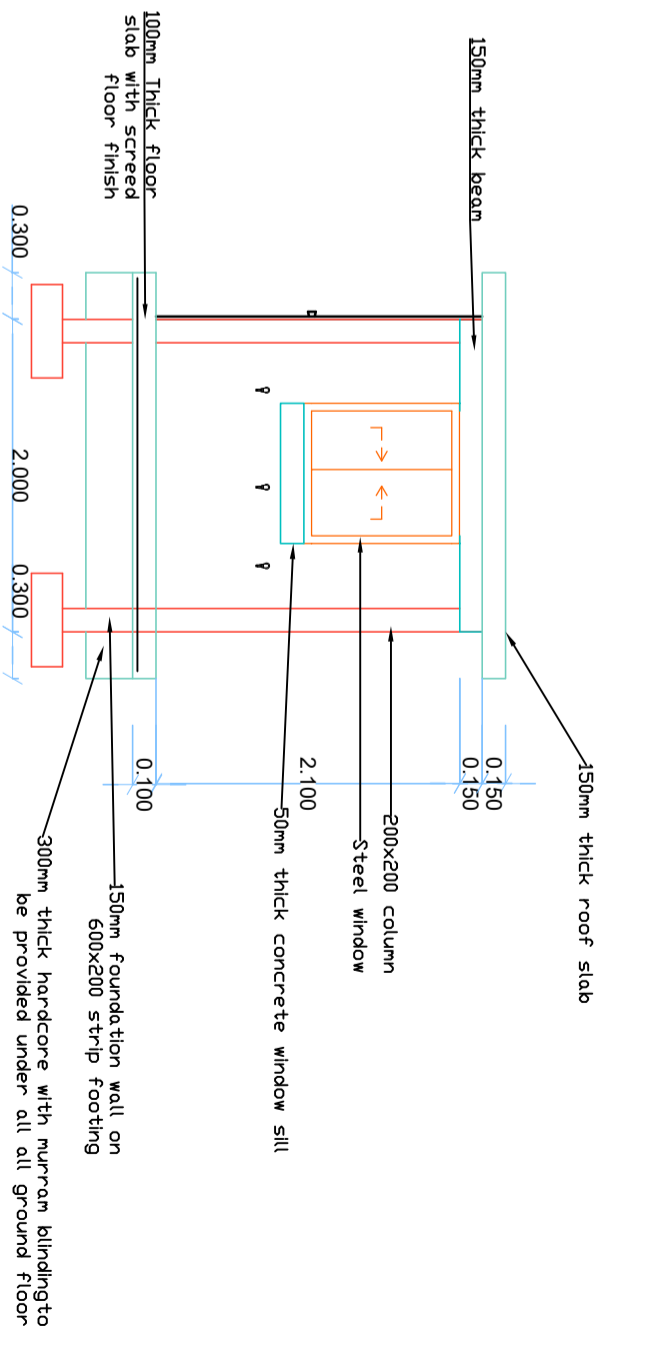 150mm thick roof slab
150mm thick beam
0.150
0.150
200x200 column
Steel window
2.100
50mm thick concrete window sill
100mm Thick floor
slab with screed
floor finish
0.100
150mm foundation wall on
600x200 strip footing
300mm thick hardcore with murram blindingto
be provided under all all ground floor
0.300
2.000
0.300